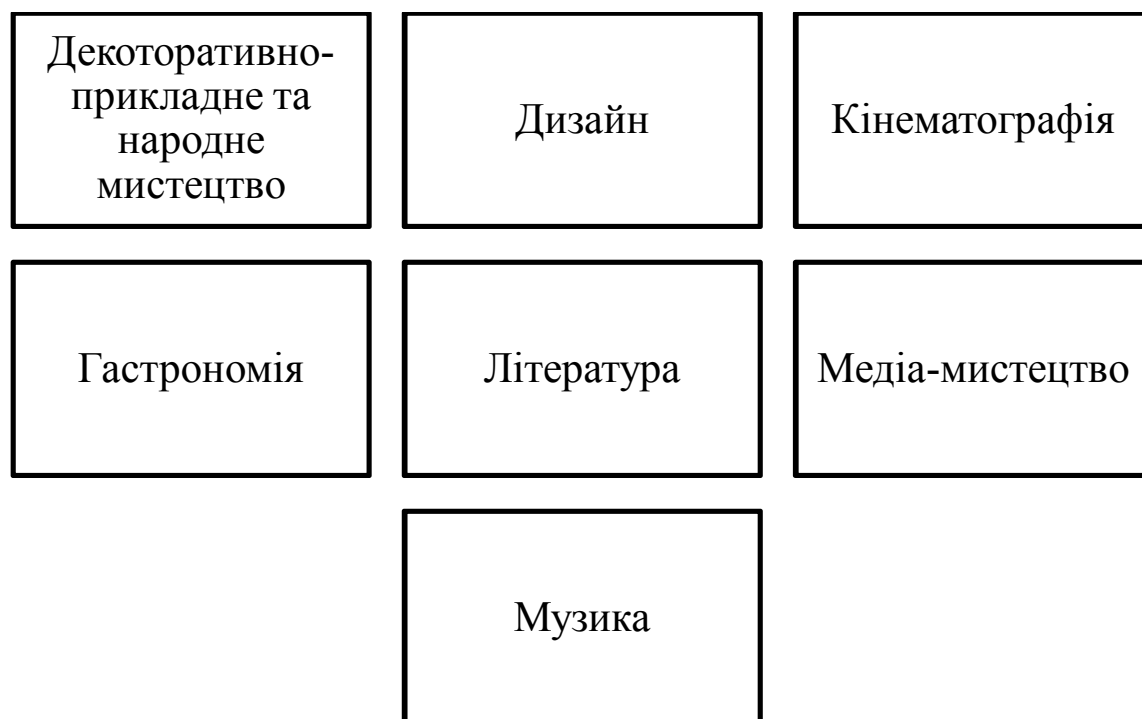 Декоторативно-
прикладне та
народне
мистецтво
Дизайн
Кінематографія
Гастрономія
Література
Медіа-мистецтво
Музика